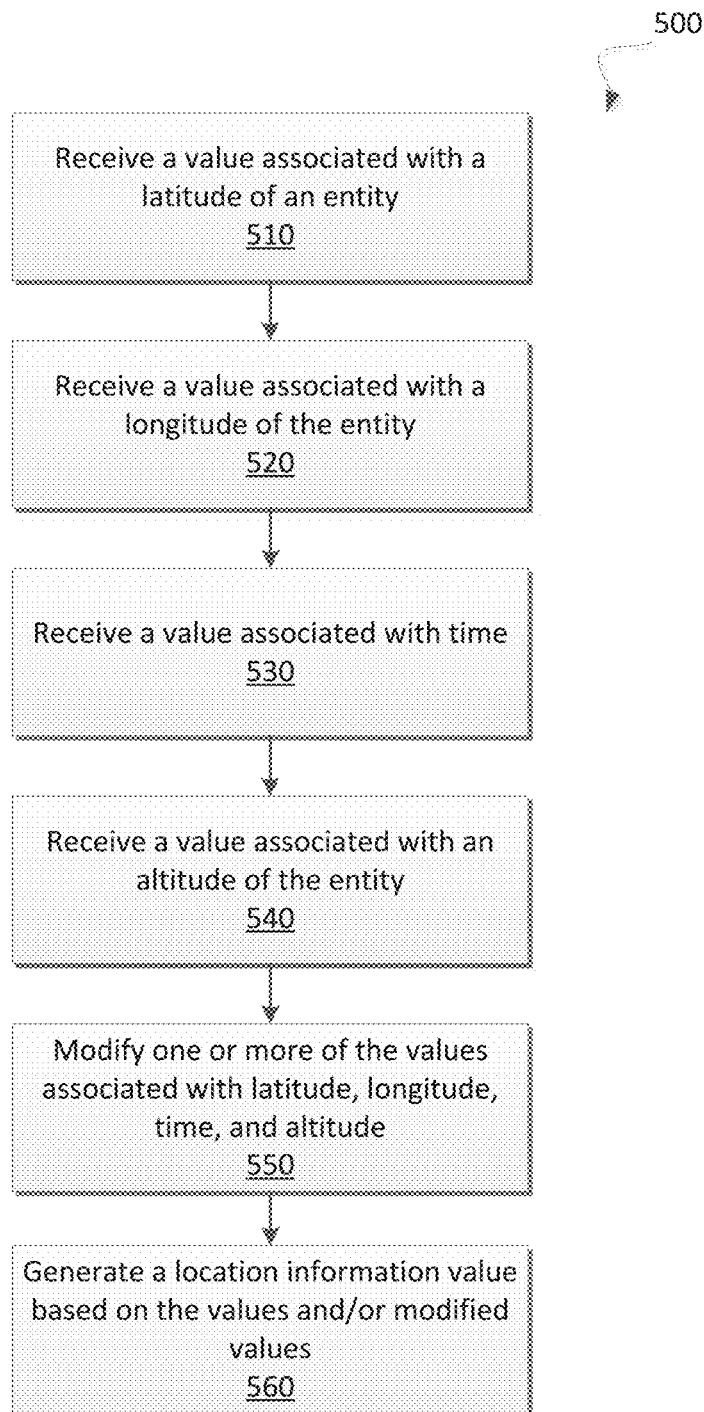 500
Receive a value associated with a
latitude of an entity
510
Receive a value associated with a
longitude of the entity
520
Receive a value associated with time
530
Receive a value associated with an
altitude of the entity
540
Modify one or more of the values
associated with latitude, longitude,
time, and altitude
550
Generate a location information value
based on the values and/or modified
values
560